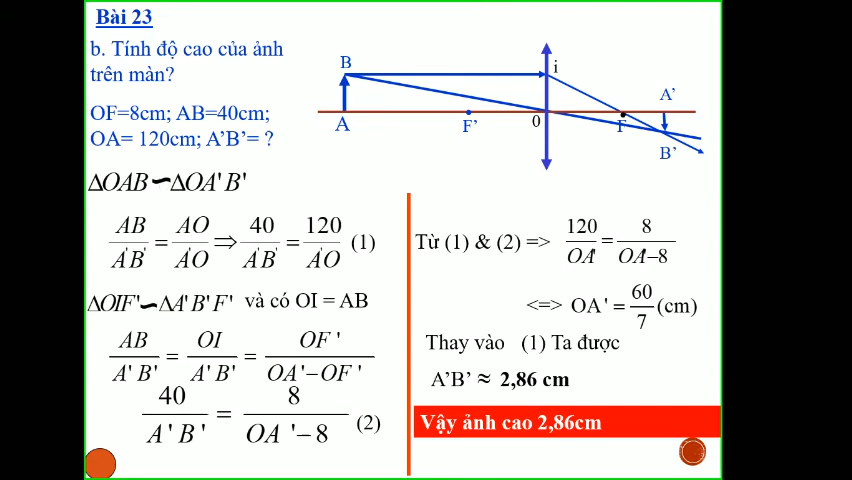 Bài 23
b. Tính độ cao của ảnh
trên màn?
OF=8cm; AB=40cm;
OA= 120cm; A’B’= ?
B
i
A’
A
F’
0
F
B’
ΔOAB∽ΔOA'B'
AB/A'B' = AO/A'O ⇒ 40/A'B' = 120/A'O (1)
ΔOIF'∽ΔA'B'F' và có OI = AB
AB/A'B' = OI/A'B' = OF'/OA'−OF'
40/A'B' = 8/OA'−8 (2)
Từ (1) & (2) => 120/OA' = 8/OA'−8
<=> OA' = 60/7 (cm)
Thay vào (1) Ta được
A’B’ ≈ 2,86 cm
Vậy ảnh cao 2,86cm